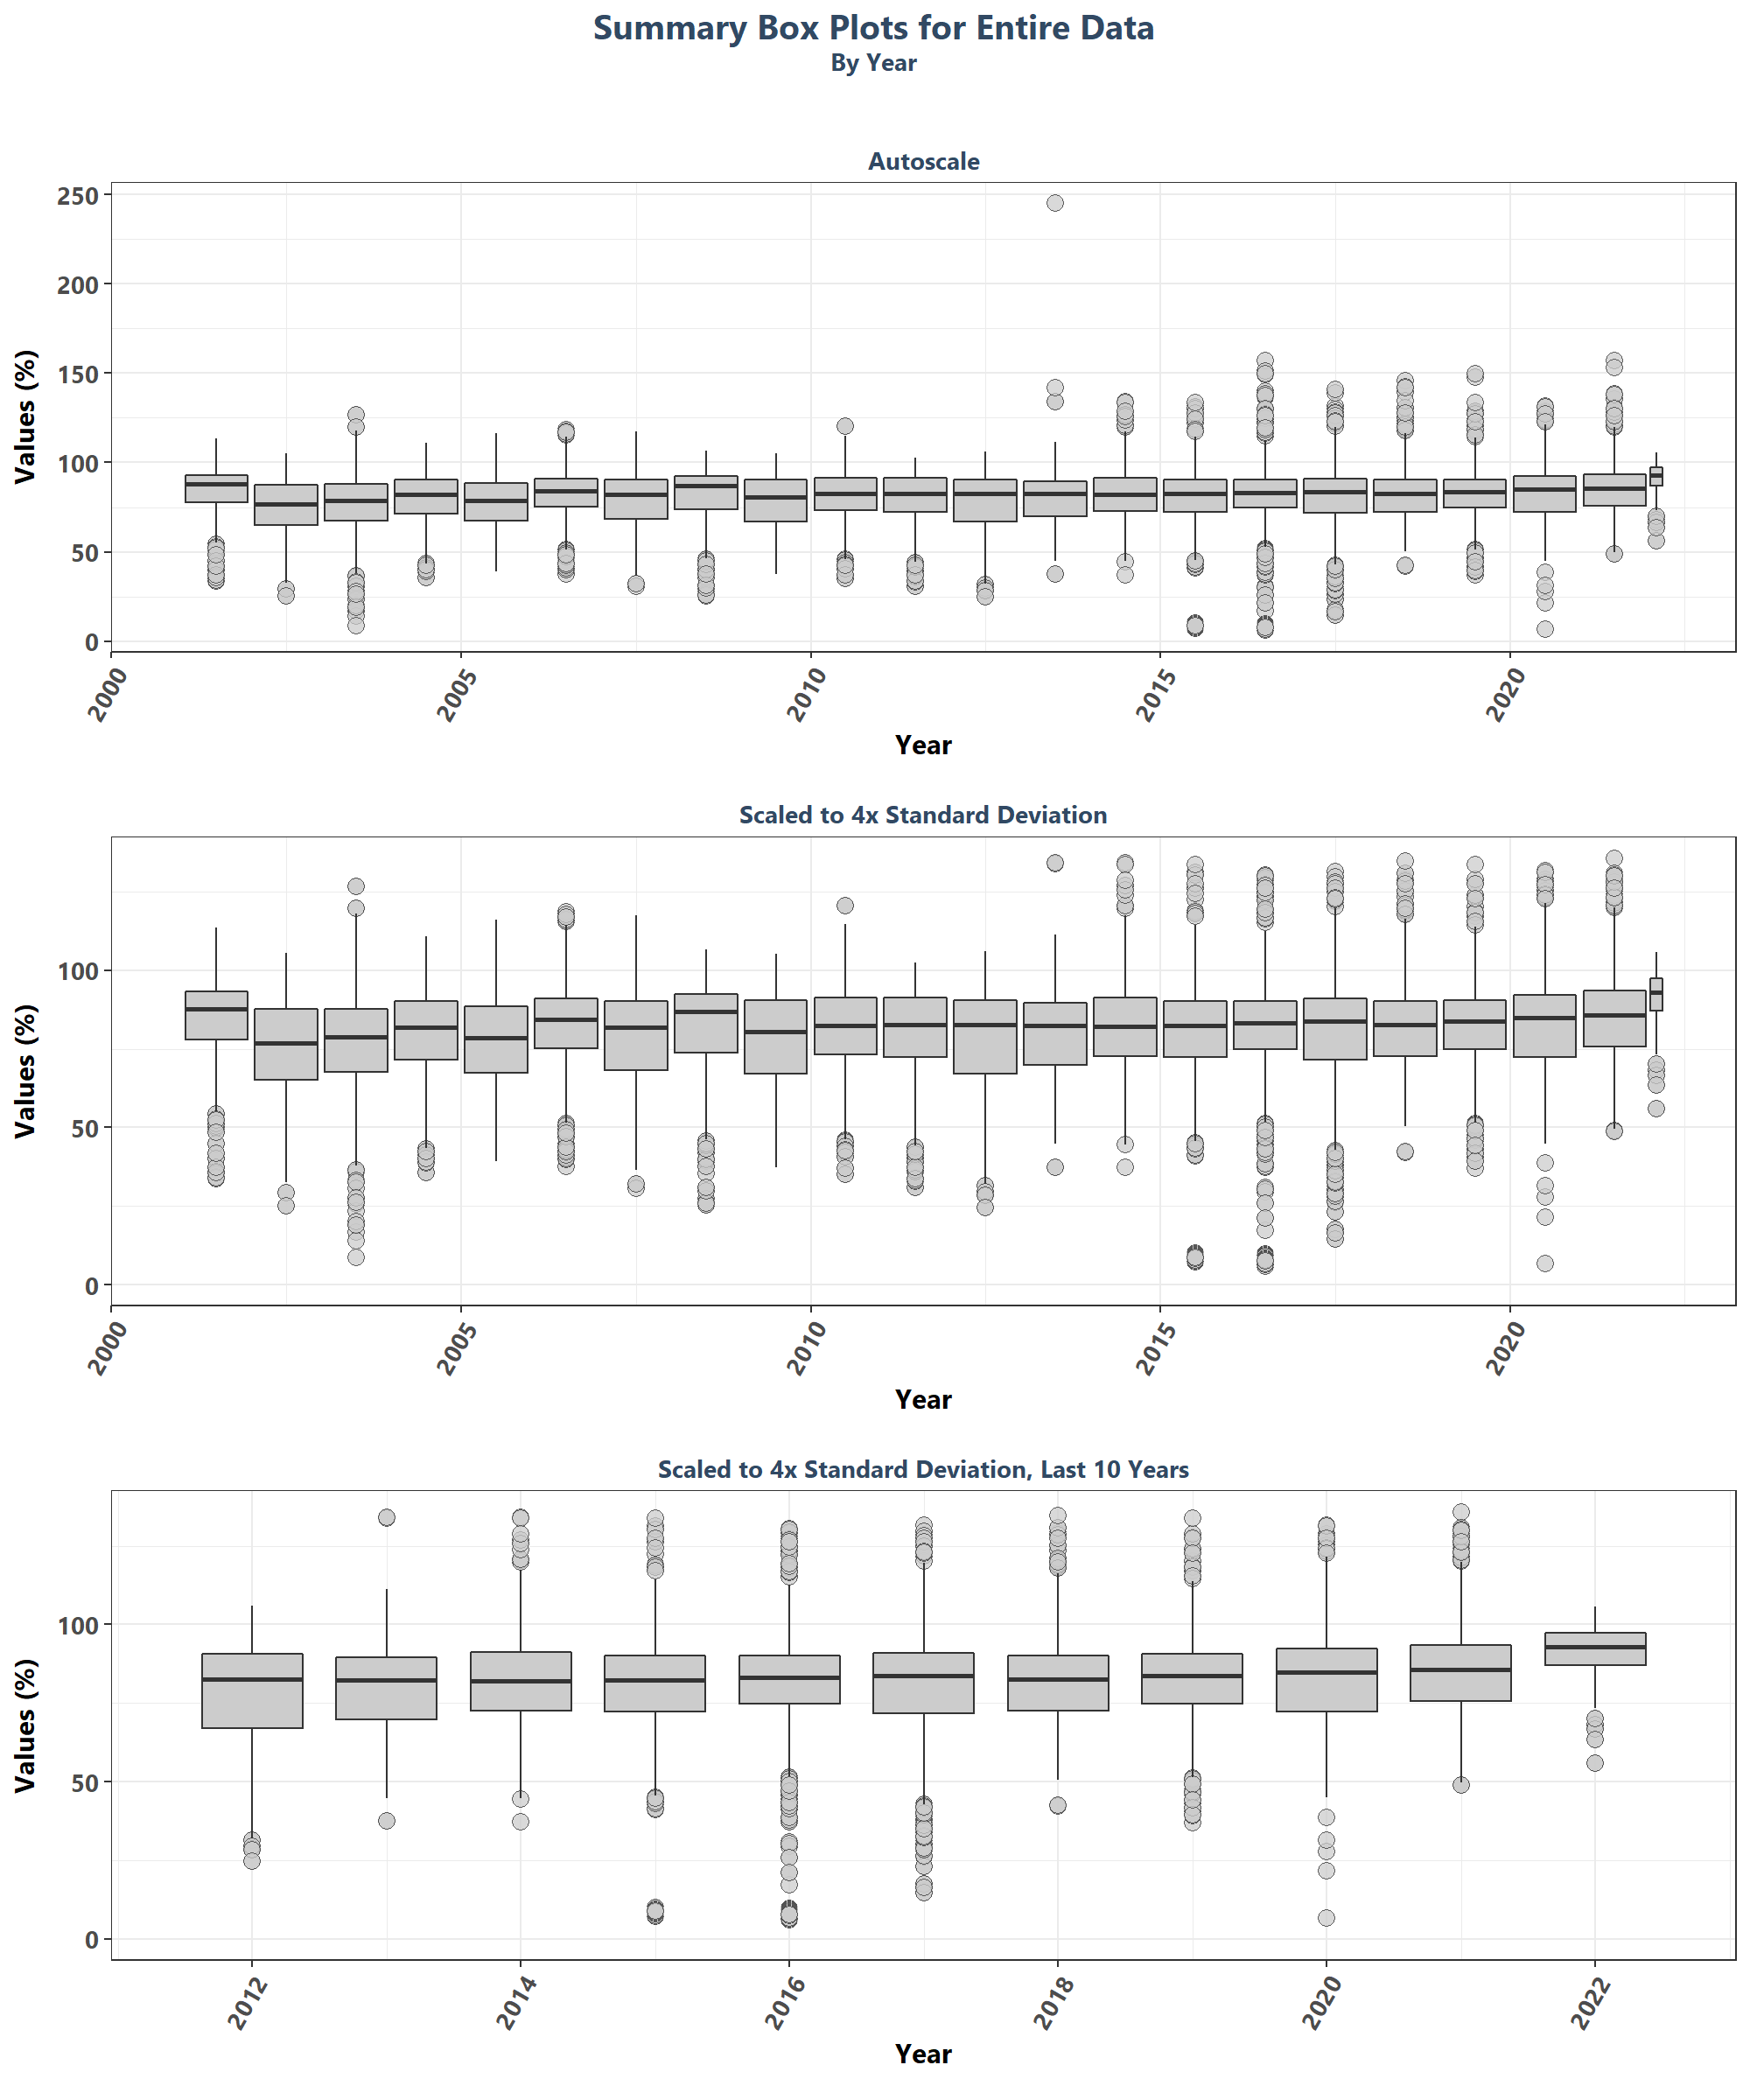 Summary Box Plots for Entire Data
By Year
Autoscale
250
200
150
100
50
0
Values (%)
2000
2005
2010
2015
2020
Year
Scaled to 4x Standard Deviation
100
50
0
Values (%)
2000
2005
2010
2015
2020
Year
Scaled to 4x Standard Deviation, Last 10 Years
100
50
0
Values (%)
2012
2014
2016
2018
2020
2022
Year